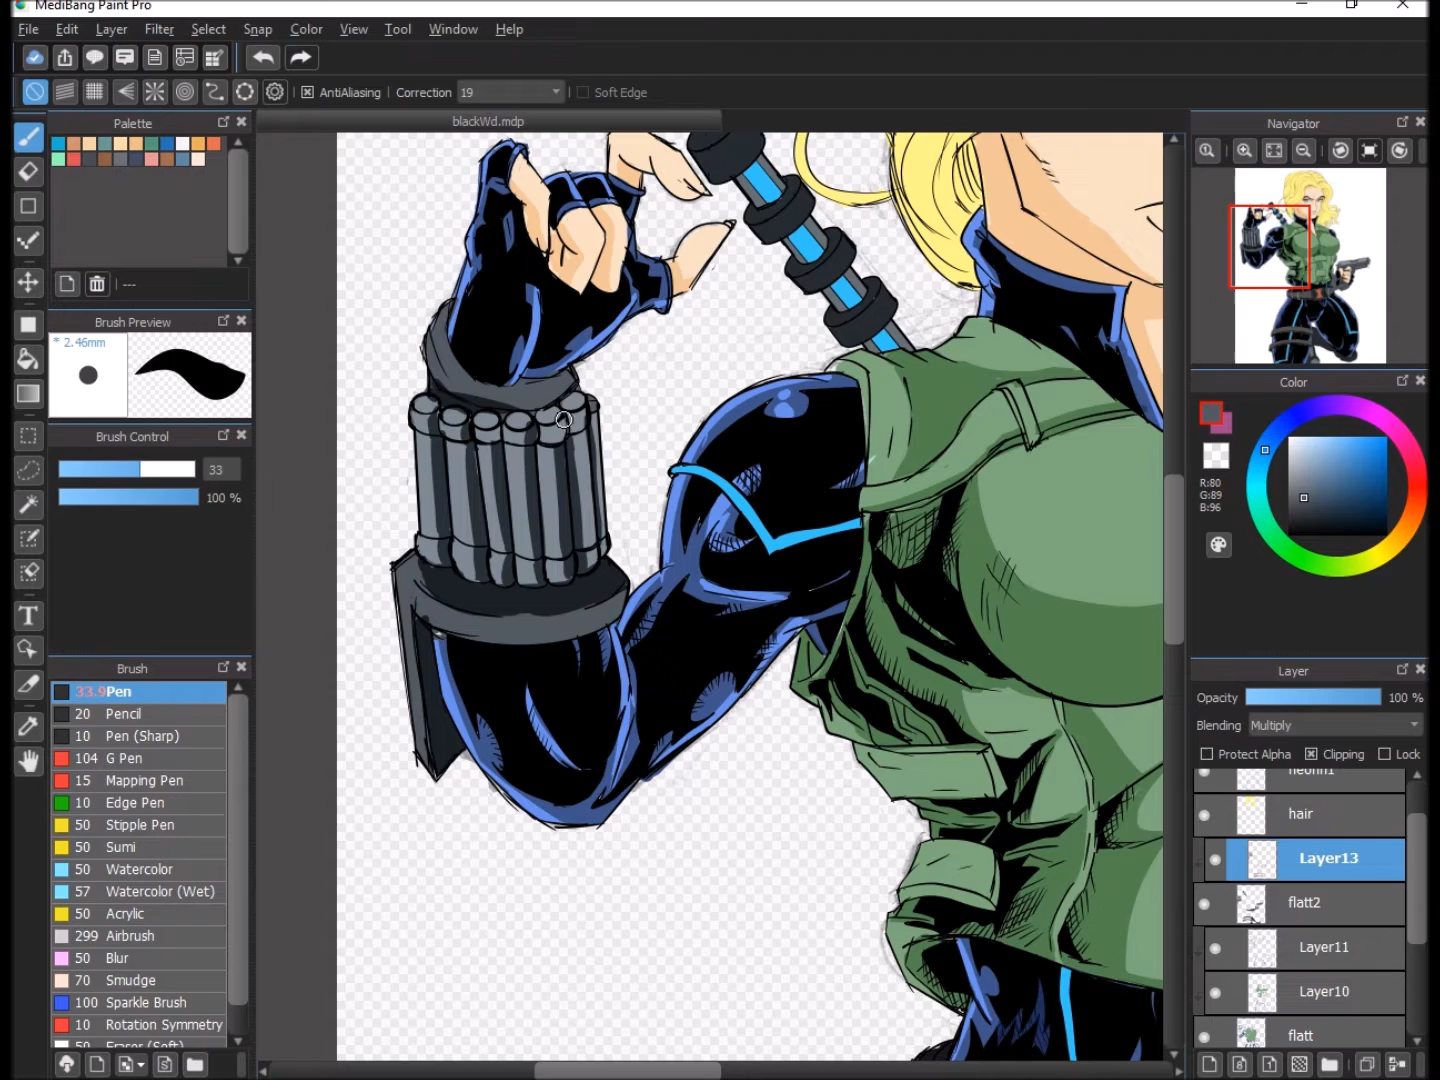 MediBang Paint Pro
File Edit Layer Filter Select Snap Color View Tool Window Help
AntiAliasing Correction 19 Soft Edge
Palette
blackWd.mdp
Navigator
---
Brush Preview
* 2.46mm
Brush Control
33
100 %
Color
R:80
G:89
B:96
T
Brush
33.9 Pen
20 Pencil
10 Pen (Sharp)
104 G Pen
15 Mapping Pen
10 Edge Pen
50 Stipple Pen
50 Sumi
50 Watercolor
57 Watercolor (Wet)
50 Acrylic
299 Airbrush
50 Blur
70 Smudge
100 Sparkle Brush
10 Rotation Symmetry
50 Eraser (Soft)
Layer
Opacity 100 %
Blending Multiply
Protect Alpha Clipping Lock
neonn1
hair
Layer13
flatt2
Layer11
Layer10
flatt